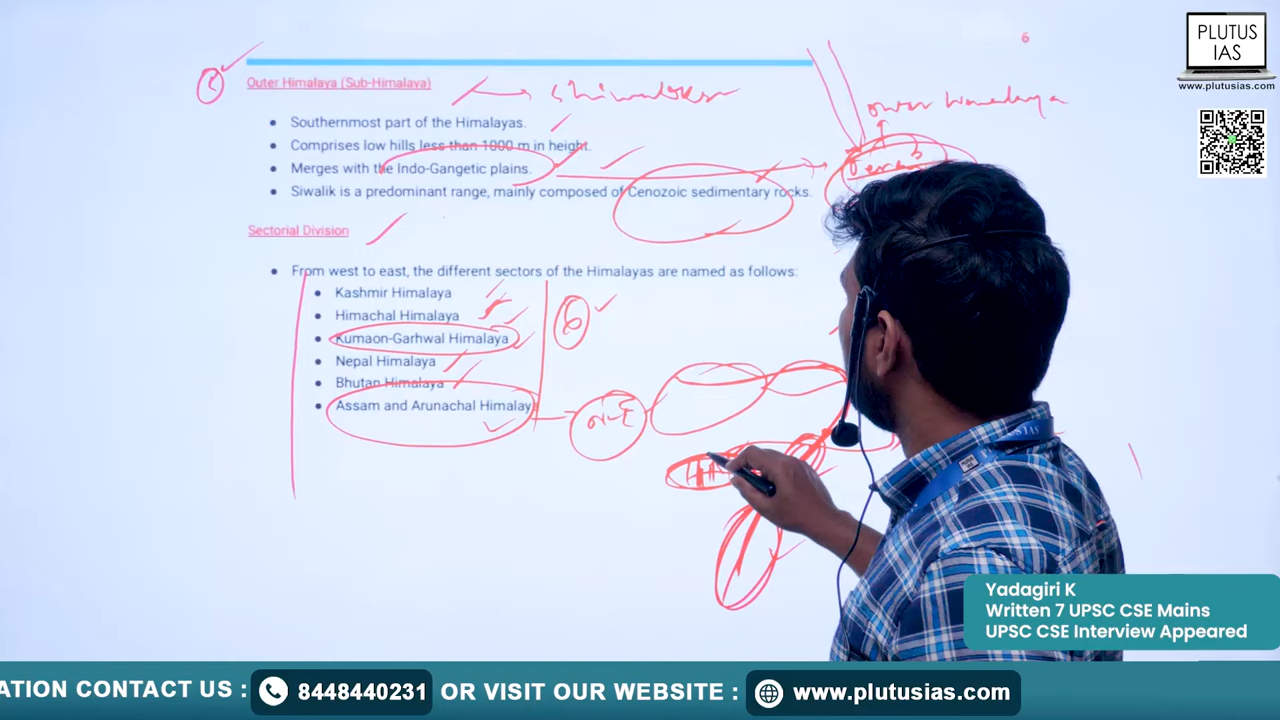 6
PLUTUS
IAS
www.plutusias.com
Outer Himalaya (Sub-Himalaya)
Shiwaliks
Southernmost part of the Himalayas.
Comprises low hills less than 1000 m in height.
Merges with the Indo-Gangetic plains.
Siwalik is a predominant range, mainly composed of Cenozoic sedimentary rocks.
Sectorial Division
From west to east, the different sectors of the Himalayas are named as follows:
Kashmir Himalaya
Himachal Himalaya
Kumaon-Garhwal Himalaya
6
Nepal Himalaya
Bhutan Himalaya
Assam and Arunachal Himalay
Yadagiri K
Written 7 UPSC CSE Mains
UPSC CSE Interview Appeared
ATION CONTACT US : 8448440231 OR VISIT OUR WEBSITE : www.plutusias.com